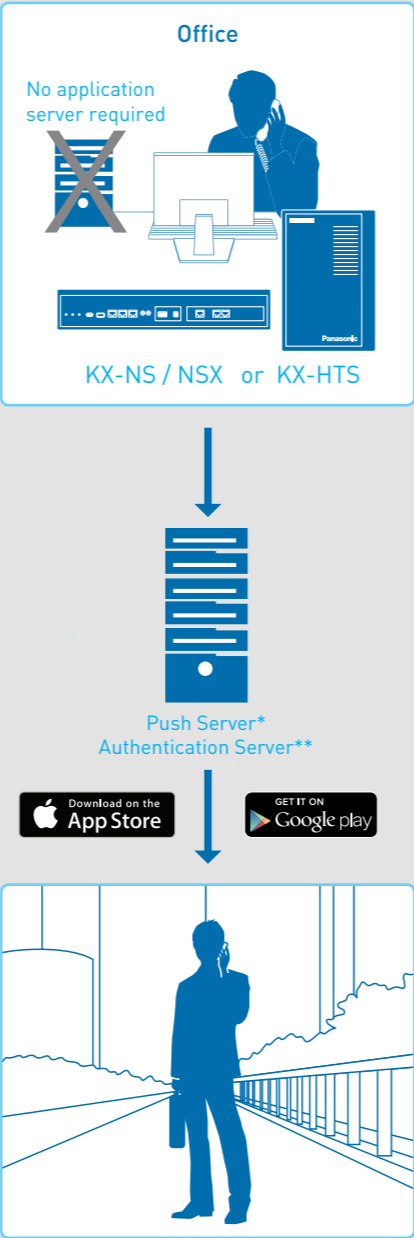 Office
No application
server required
Panasonic
KX-NS / NSX or KX-HTS
Push Server*
Authentication Server**
Download on the
App Store
GET IT ON
Google play